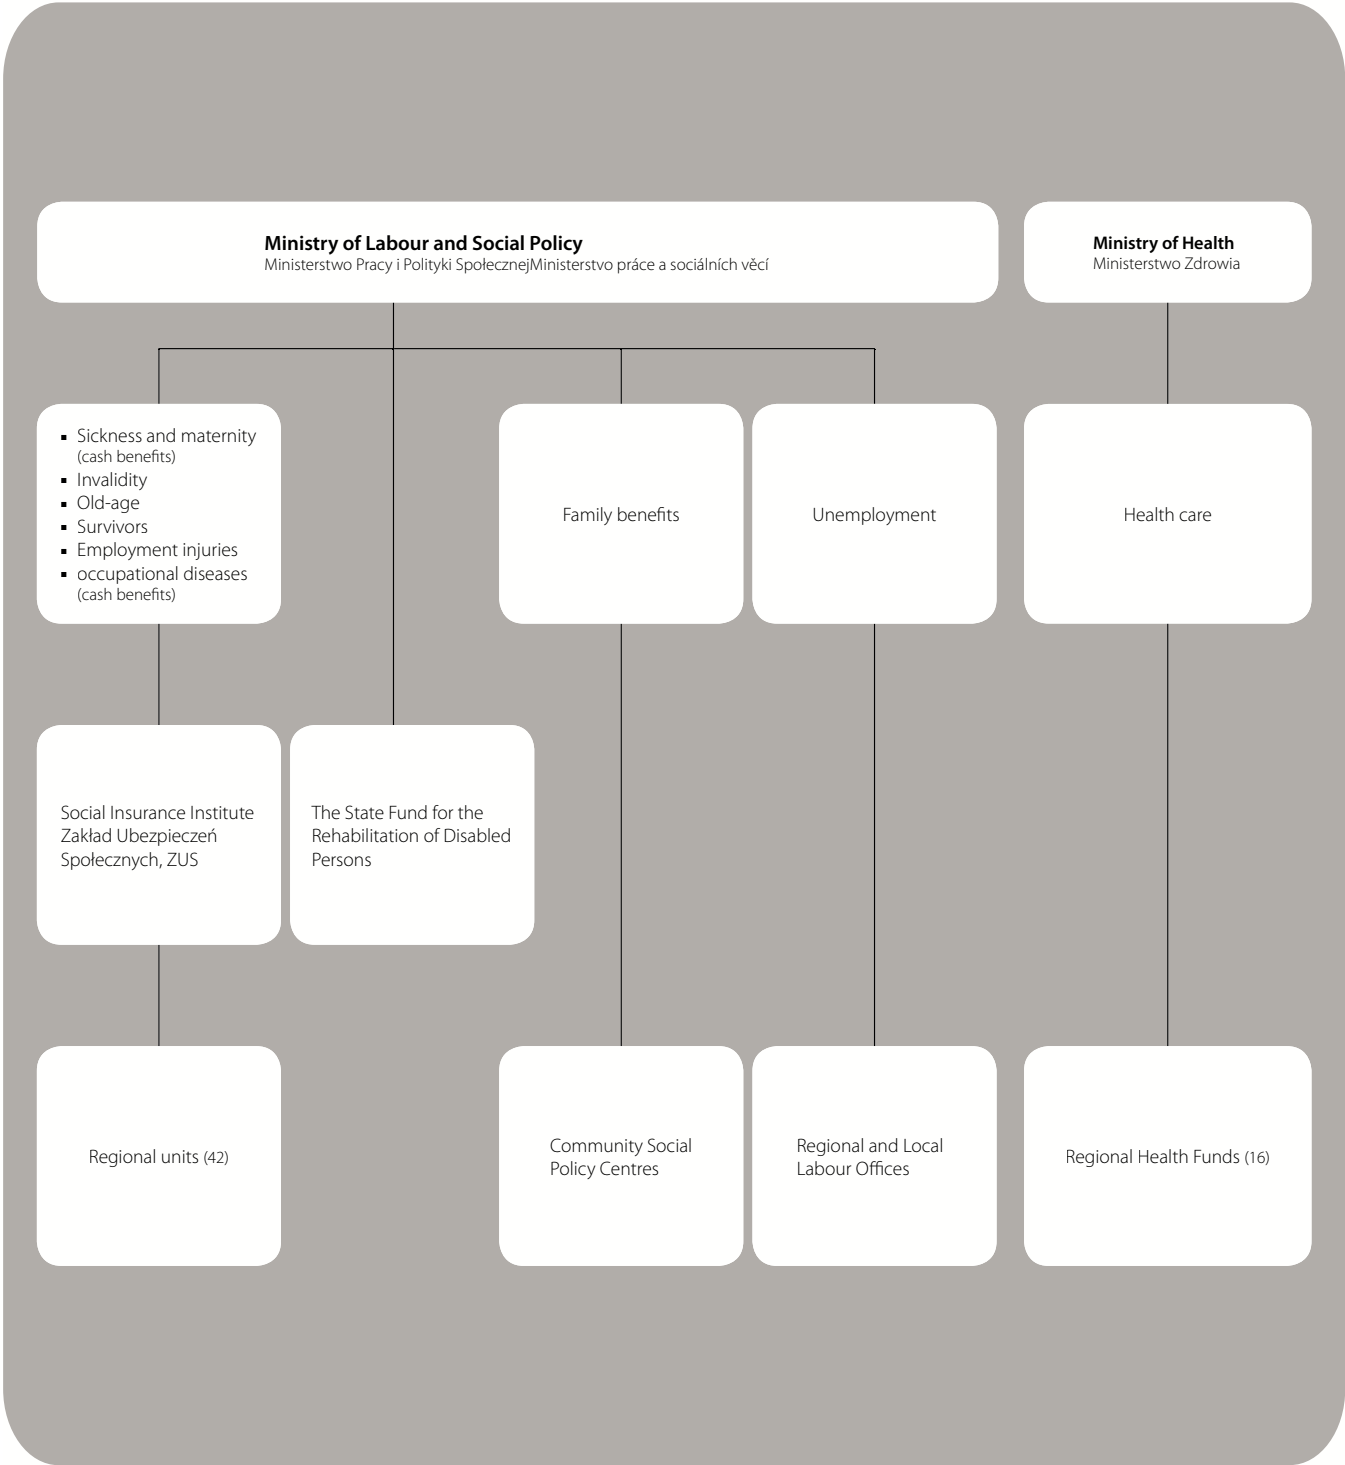 Ministry of Labour and Social Policy
Ministerstwo Pracy i Polityki SpołecznejMinisterstvo práce a sociálních věcí
Ministry of Health
Ministerstwo Zdrowia
▪ Sickness and maternity
(cash benefits)
▪ Invalidity
▪ Old-age
▪ Survivors
▪ Employment injuries
▪ occupational diseases
(cash benefits)
Family benefits
Unemployment
Health care
Social Insurance Institute
Zakład Ubezpieczeń
Społecznych, ZUS
The State Fund for the
Rehabilitation of Disabled
Persons
Regional units (42)
Community Social
Policy Centres
Regional and Local
Labour Offices
Regional Health Funds (16)